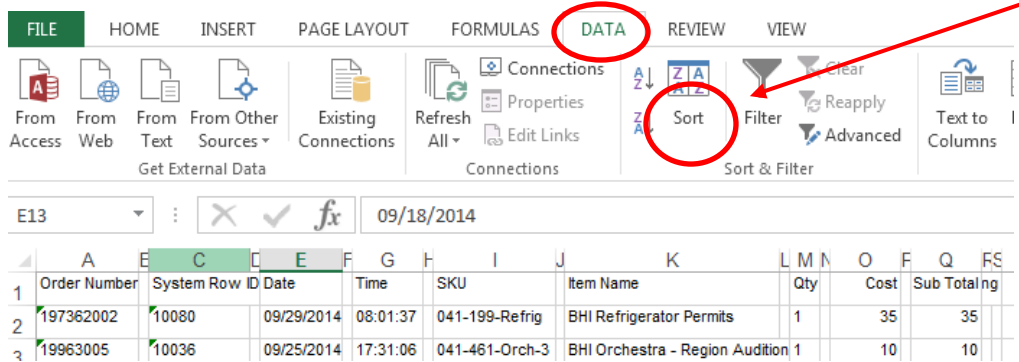 FILE HOME INSERT PAGE LAYOUT FORMULAS DATA REVIEW VIEW
From Access
From Web
From Text
From Other Sources
Existing Connections
Refresh All
Connections
Properties
Edit Links
A Z
Z A
Z A A Z
Sort
Filter
Clear
Reapply
Advanced
Text to Columns
Get External Data Connections Sort & Filter
E13 fx 09/18/2014
A C D E F G H I J K L M N O F Q R S
1 Order Number System Row ID Date Time SKU Item Name Qty Cost Sub Total ng
2 197362002 10080 09/29/2014 08:01:37 041-199-Refrig BHI Refrigerator Permits 1 35 35
3 19963005 10036 09/25/2014 17:31:06 041-461-Orch-3 BHI Orchestra - Region Audition 1 10 10